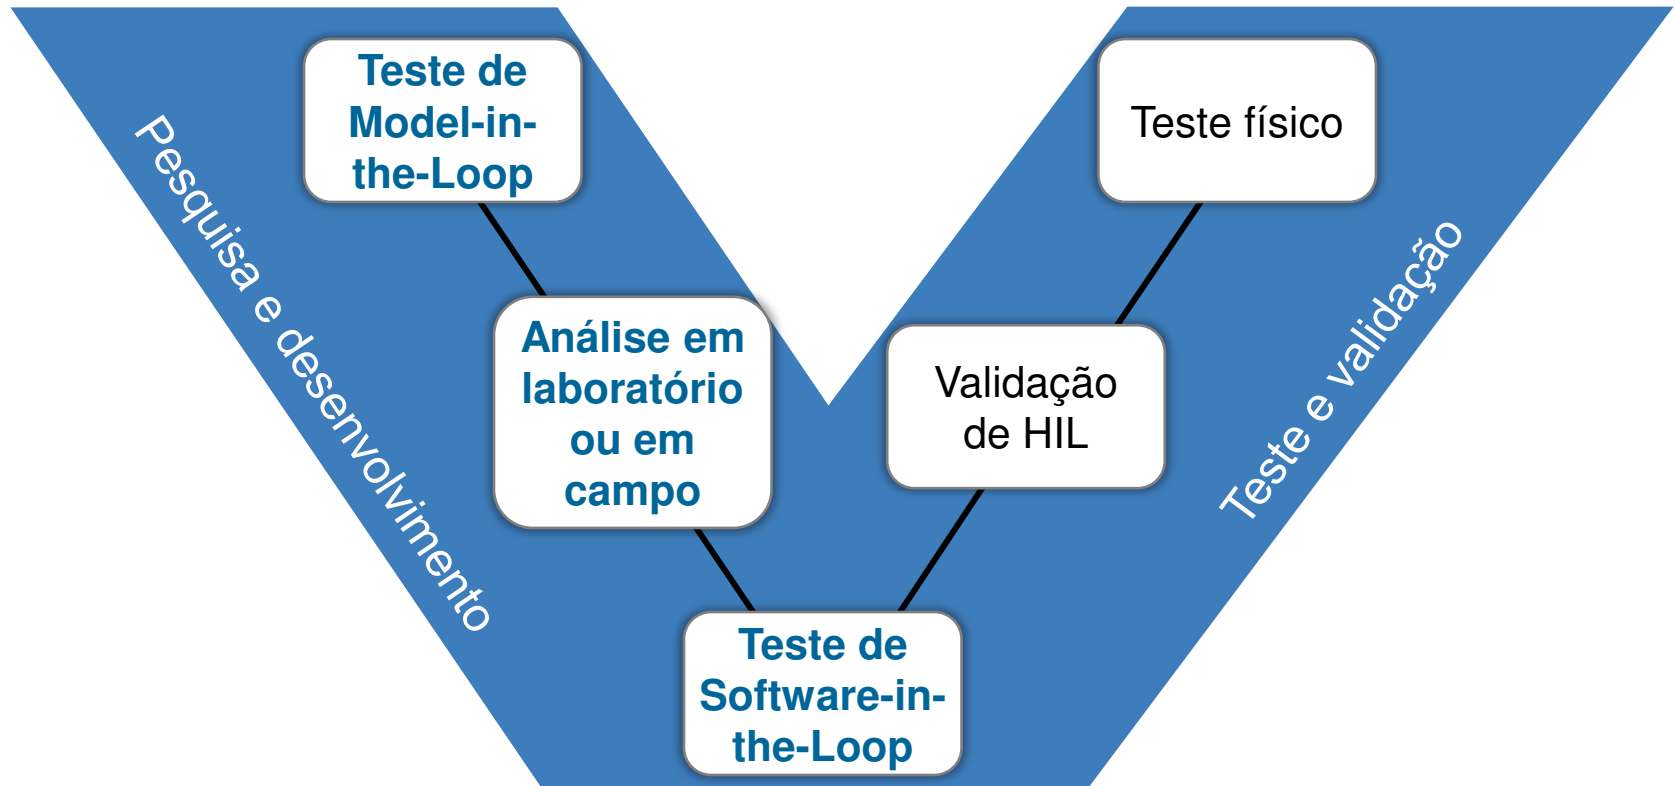 Teste de
Model-in-
the-Loop
Teste físico
Pesquisa e desenvolvimento
Análise em
laboratório
ou em
campo
Validação
de HIL
Teste e validação
Teste de
Software-in-
the-Loop